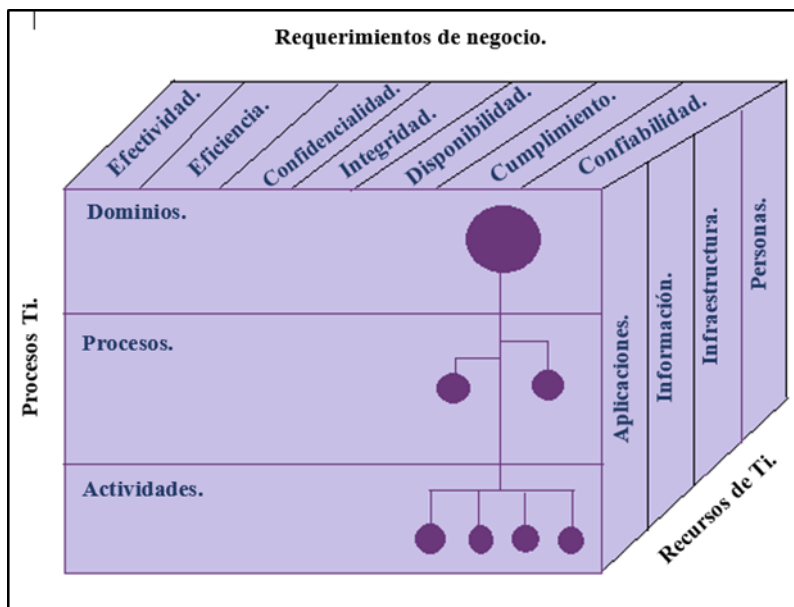 Requerimientos de negocio.
Efectividad.
Eficiencia.
Confidencialidad.
Integridad.
Disponibilidad.
Cumplimiento.
Confiabilidad.
Dominios.
Procesos.
Actividades.
Procesos Ti.
Aplicaciones.
Información.
Infraestructura.
Personas.
Recursos de Ti.